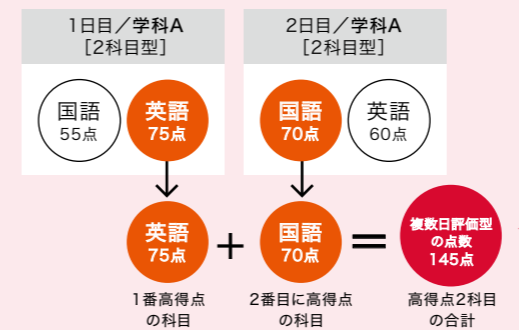 1日目／学科A
［2科目型］
2日目／学科A
［2科目型］
国語
55点
英語
75点
国語
70点
英語
60点
英語
75点
+
国語
70点
=
複数日評価型
の点数
145点
1番高得点
の科目
2番目に高得点
の科目
高得点2科目
の合計